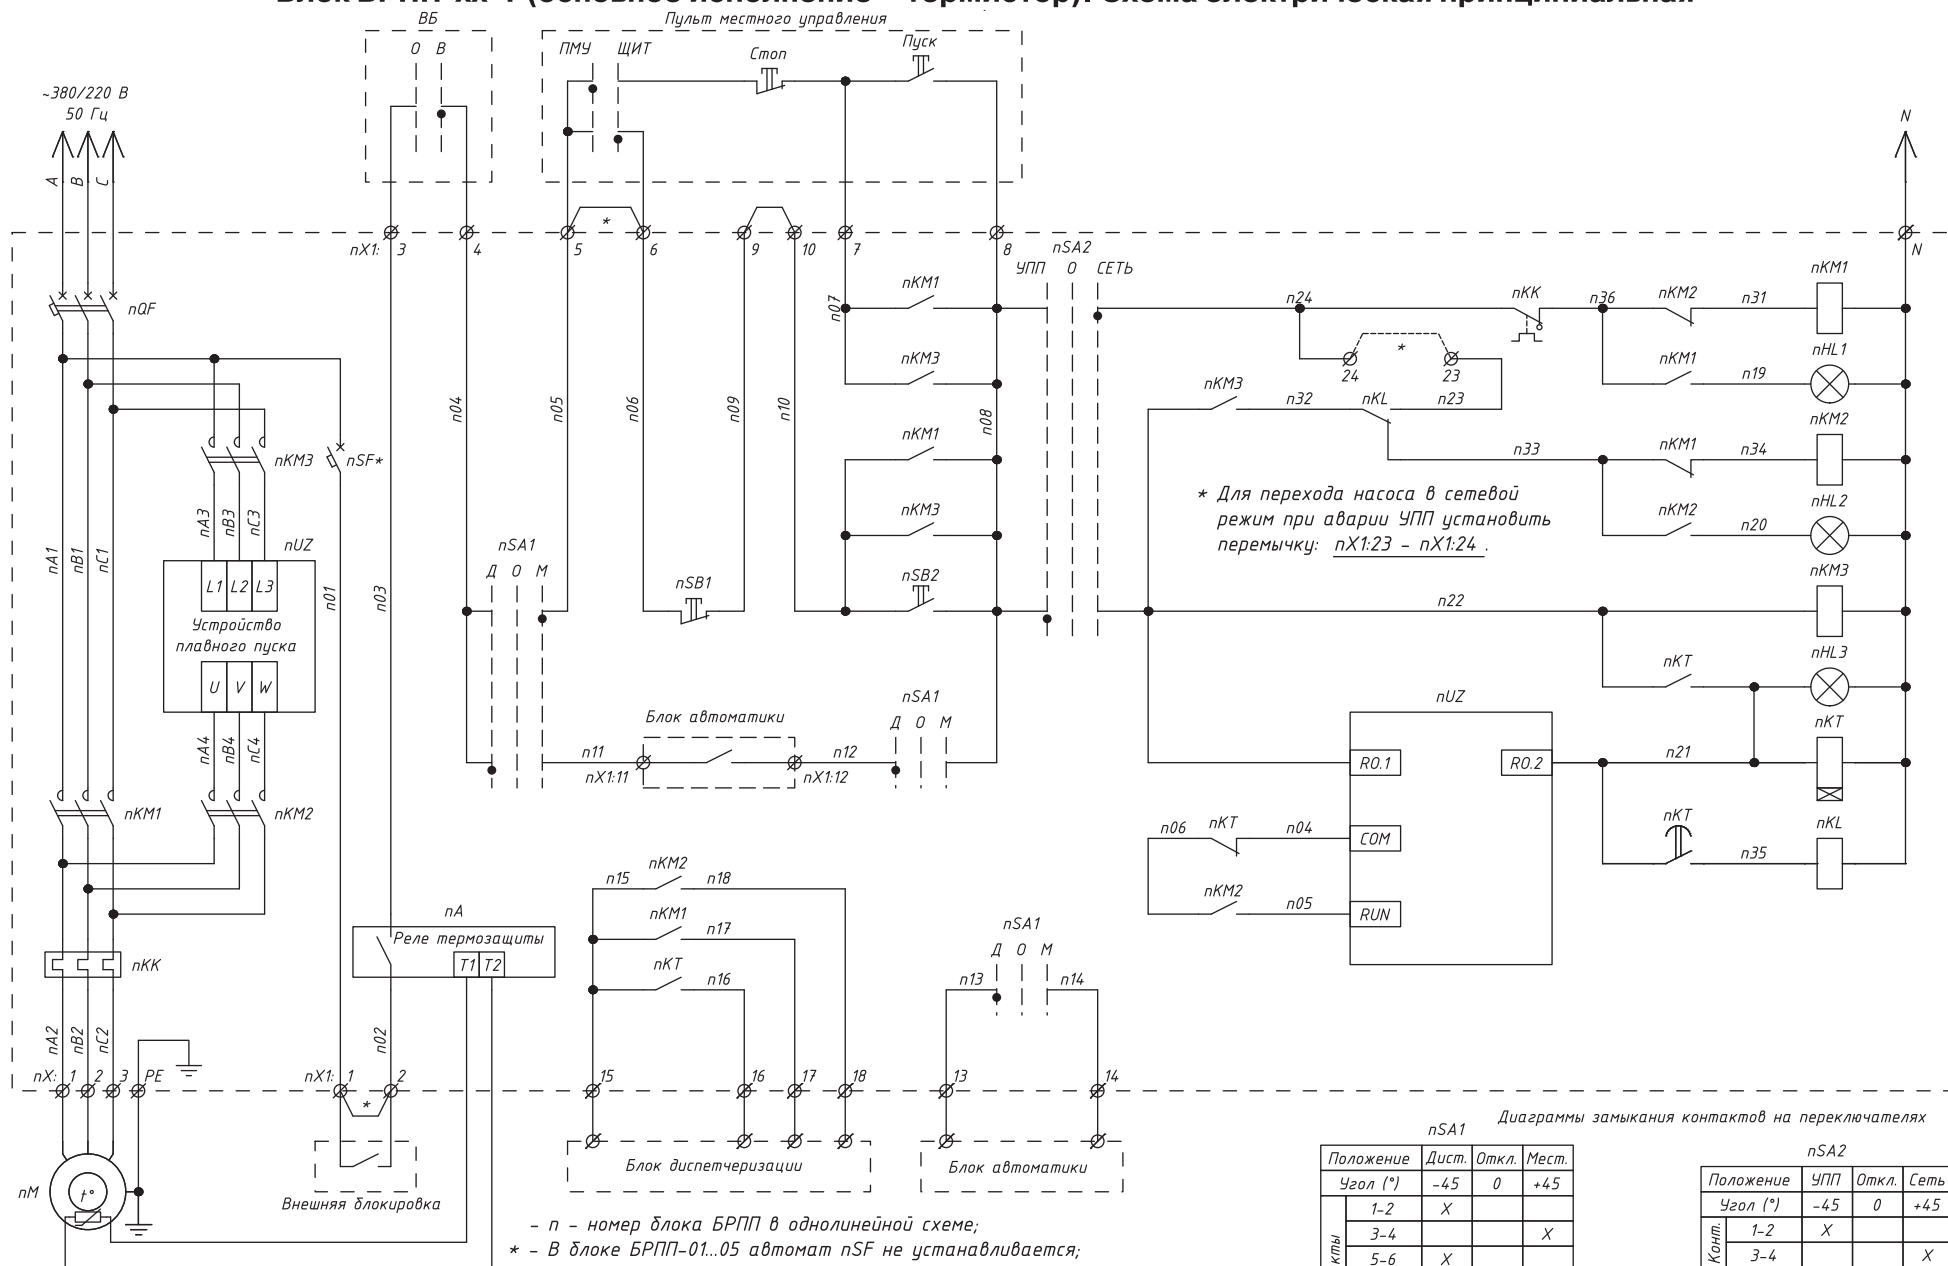 ВБ
Пульт местного управления
О В
ПМУ ЩИТ
Стоп
Пуск
~380/220 В
50 Гц
A B C
N
nX1: 3 4 5 * 6 9 10 7 8
N
nSA2
УПП О СЕТЬ
nQF
n07
nKM1
n24
nKK
n36
nKM2
n31
nKM1
nKM3
*
24 23
nKM1
n19
nHL1
n04 n05 n06 n09 n10 n08
nKM3
n32
nKL
n23
nKM2
nKM3
nSF*
nKM1
n33
nKM1
n34
nA3 nB3 nC3
nKM3
* Для перехода насоса в сетевой
режим при аварии УПП установить
перемычку: nX1:23 - nX1:24 .
nKM2
n20
nHL2
nA1 nB1 nC1
nUZ
nSA1
Д О М
nSB1
nSB2
nKM3
L1 L2 L3
n01 n03
n22
Устройство
плавного пуска
U V W
nKT
nHL3
nA4 nB4 nC4
Блок автоматики
n11
nX1:11
n12
nX1:12
nSA1
Д О М
nUZ
RO.1
RO.2
n21
nKT
nKM1
nKM2
n06
nKT
n04
COM
nKT
n35
nKL
nKM2
n05
RUN
n15
nKM2
n18
nKM1
n17
nKT
n16
nA
Реле термозащиты
T1 T2
nKK
nSA1
Д О М
n13 n14
nA2 nB2 nC2
n02
nX: 1 2 3 PE
nX1: 1 2
*
15 16 17 18
13 14
Внешняя блокировка
Блок диспетчеризации
Блок автоматики
nM
t°
- n - номер блока БРПП в однолинейной схеме;
* - В блоке БРПП-01...05 автомат nSF не устанавливается;
Диаграммы замыкания контактов на переключателях
nSA1
Положение Дист. Откл. Мест.
Угол (°) -45 0 +45
1-2 X
3-4 X
5-6 X
nSA2
Положение УПП Откл. Сеть
Угол (°) -45 0 +45
Конт.
1-2 X
3-4 X